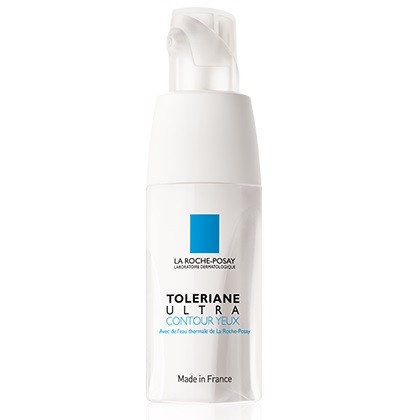 LA ROCHE-POSAY
LABORATOIRE DERMATOLOGIQUE
TOLERIANE
ULTRA
CONTOUR YEUX
Avec de l'eau thermale de La Roche-Posay
Made in France